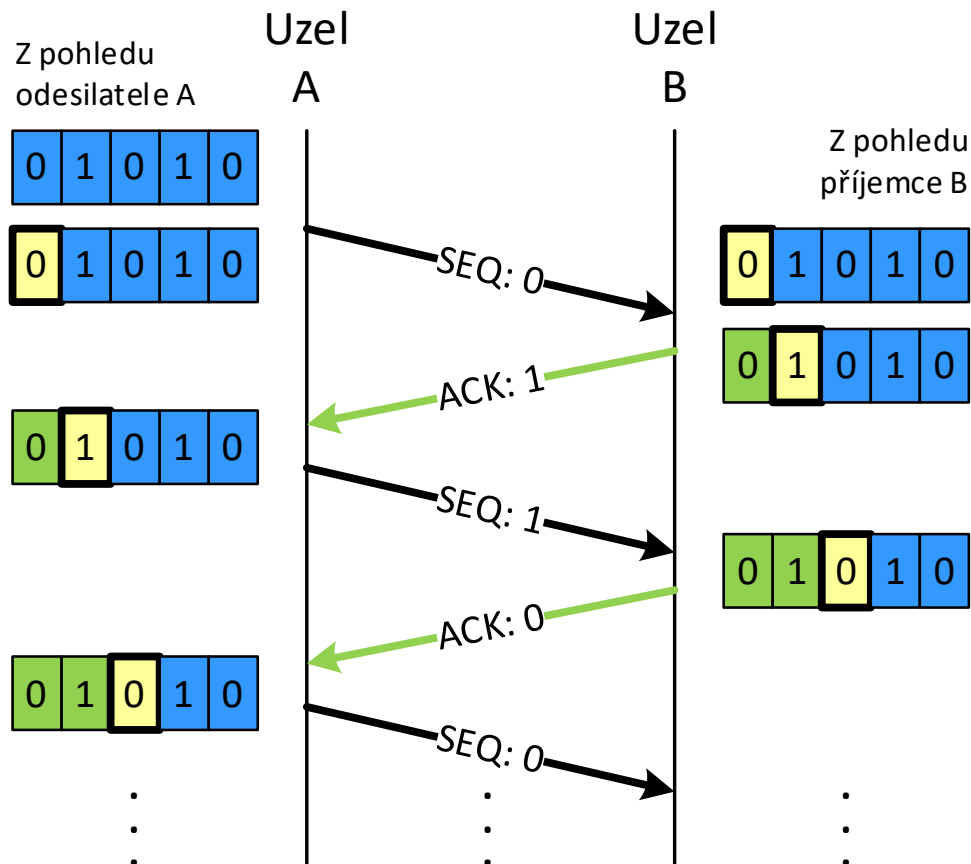 Uzel
A
Uzel
B
Z pohledu
odesilatele A
Z pohledu
příjemce B
0 1 0 1 0
0 1 0 1 0
SEQ: 0
0 1 0 1 0
ACK: 1
0 1 0 1 0
0 1 0 1 0
SEQ: 1
0 1 0 1 0
ACK: 0
0 1 0 1 0
SEQ: 0